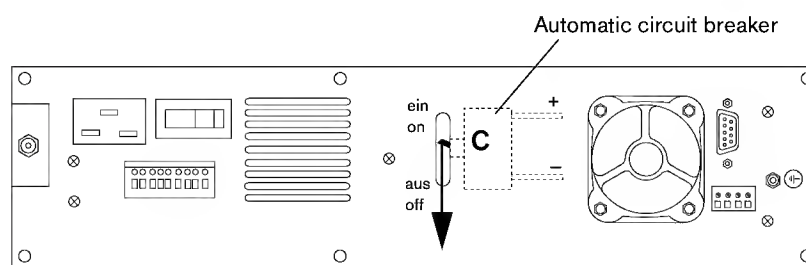 Automatic circuit breaker
ein
on
C
+
−
aus
off